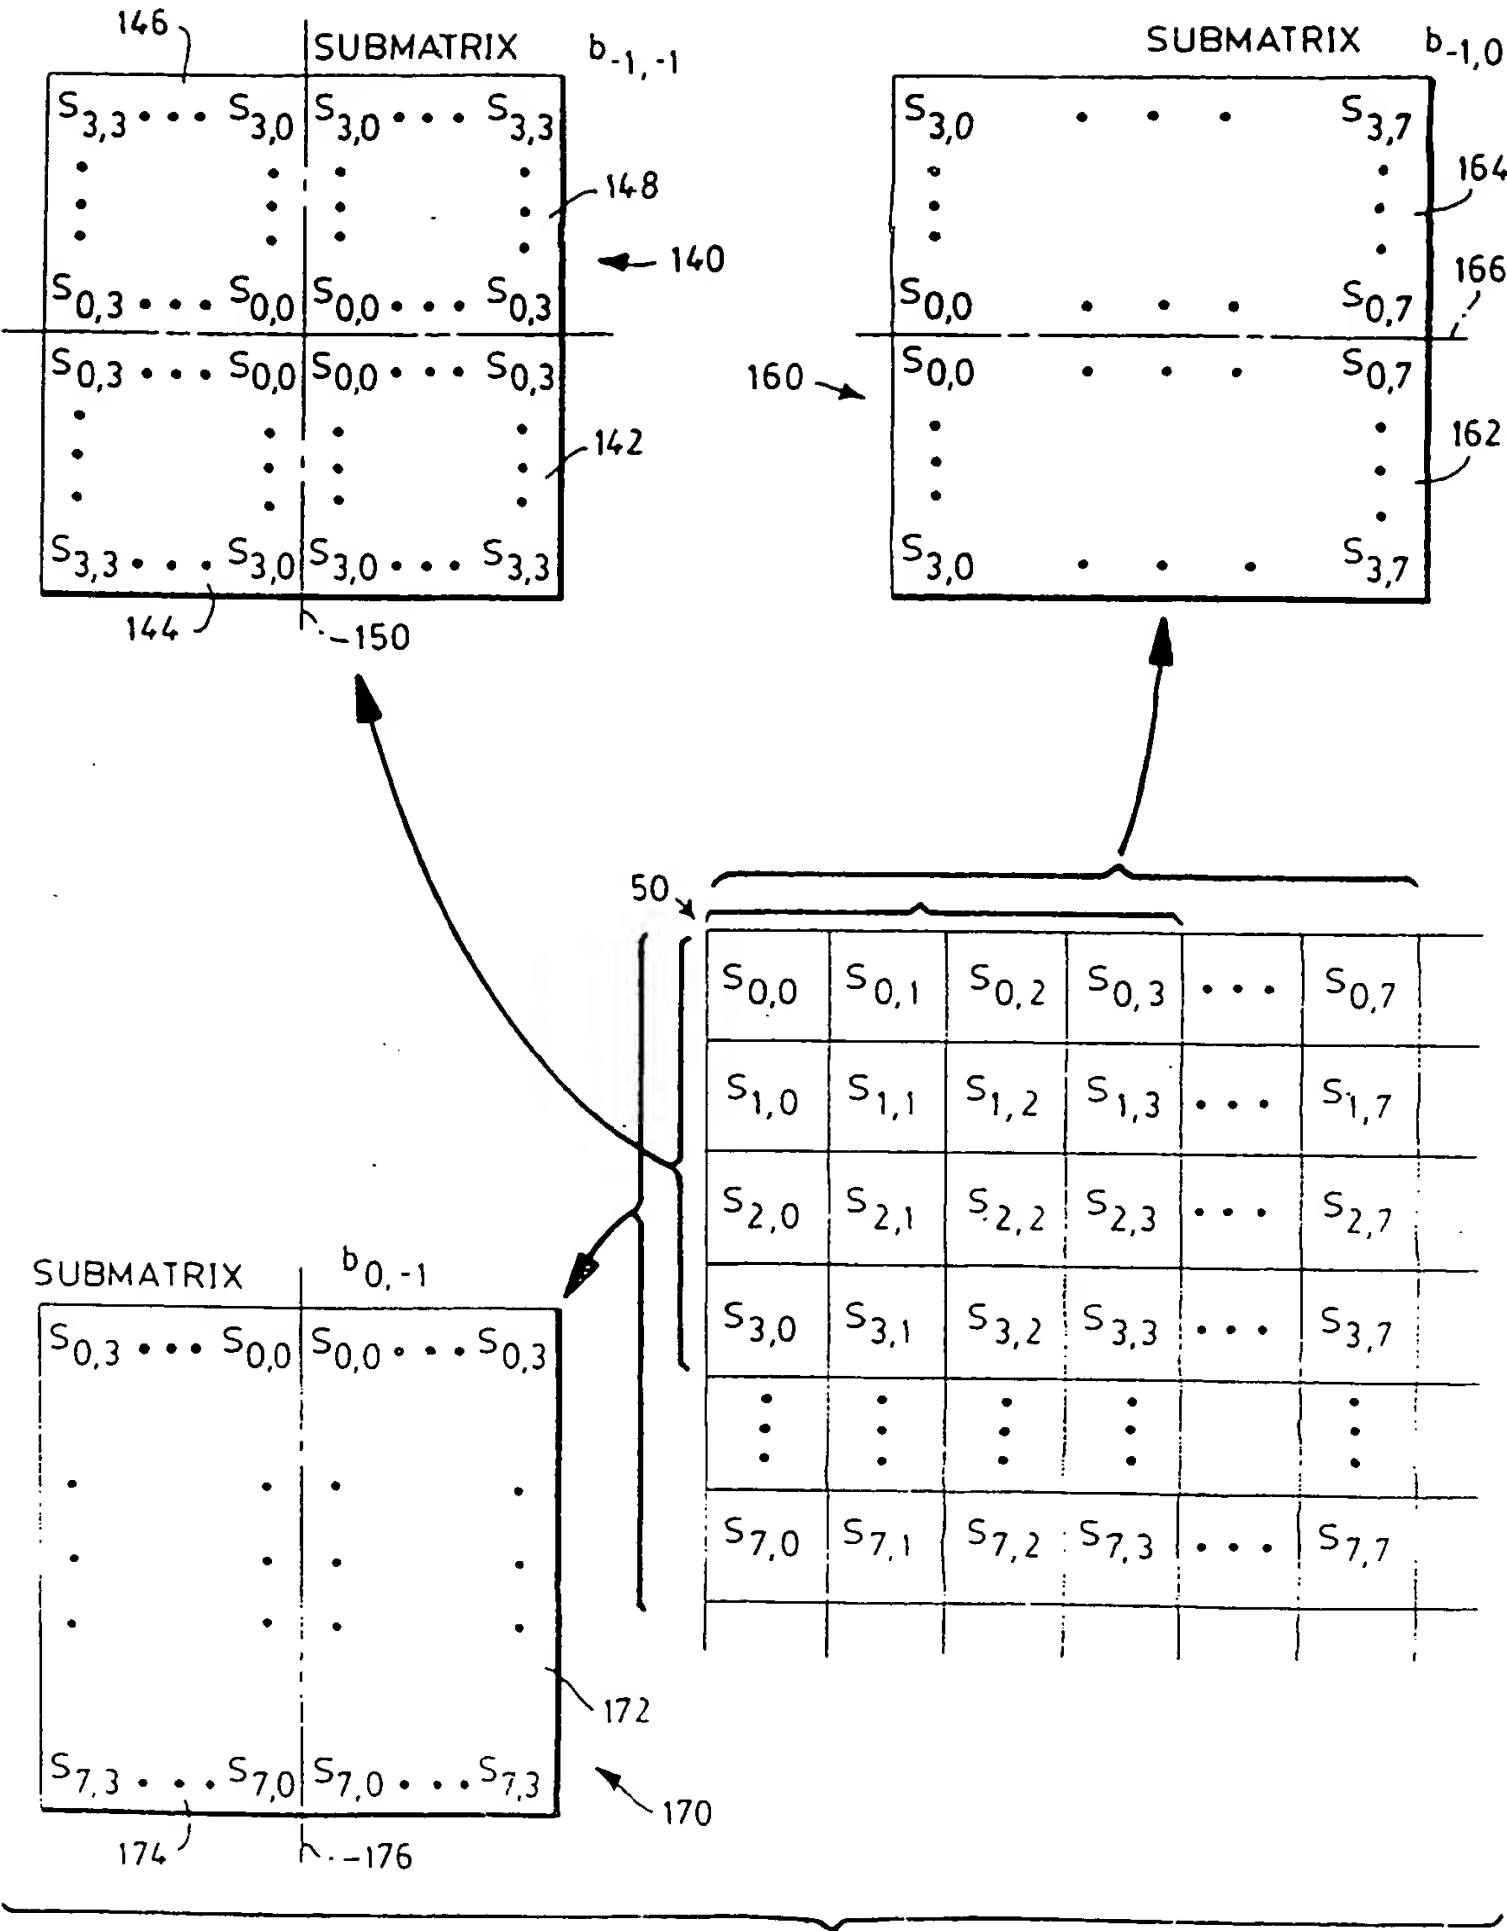 146
SUBMATRIX b-1,-1
S3,3 ... S3,0 S3,0 ... S3,3
148
140
S0,3 ... S0,0 S0,0 ... S0,3
S0,3 ... S0,0 S0,0 ... S0,3
142
S3,3 ... S3,0 S3,0 ... S3,3
144
150
SUBMATRIX b-1,0
S3,0 ... S3,7
164
166
S0,0 ... S0,7
160
S0,0 ... S0,7
162
S3,0 ... S3,7
50
S0,0 S0,1 S0,2 S0,3 ... S0,7
S1,0 S1,1 S1,2 S1,3 ... S1,7
S2,0 S2,1 S2,2 S2,3 ... S2,7
S3,0 S3,1 S3,2 S3,3 ... S3,7
S7,0 S7,1 S7,2 S7,3 ... S7,7
SUBMATRIX b0,-1
S0,3 ... S0,0 S0,0 ... S0,3
172
S7,3 ... S7,0 S7,0 ... S7,3
170
174
176